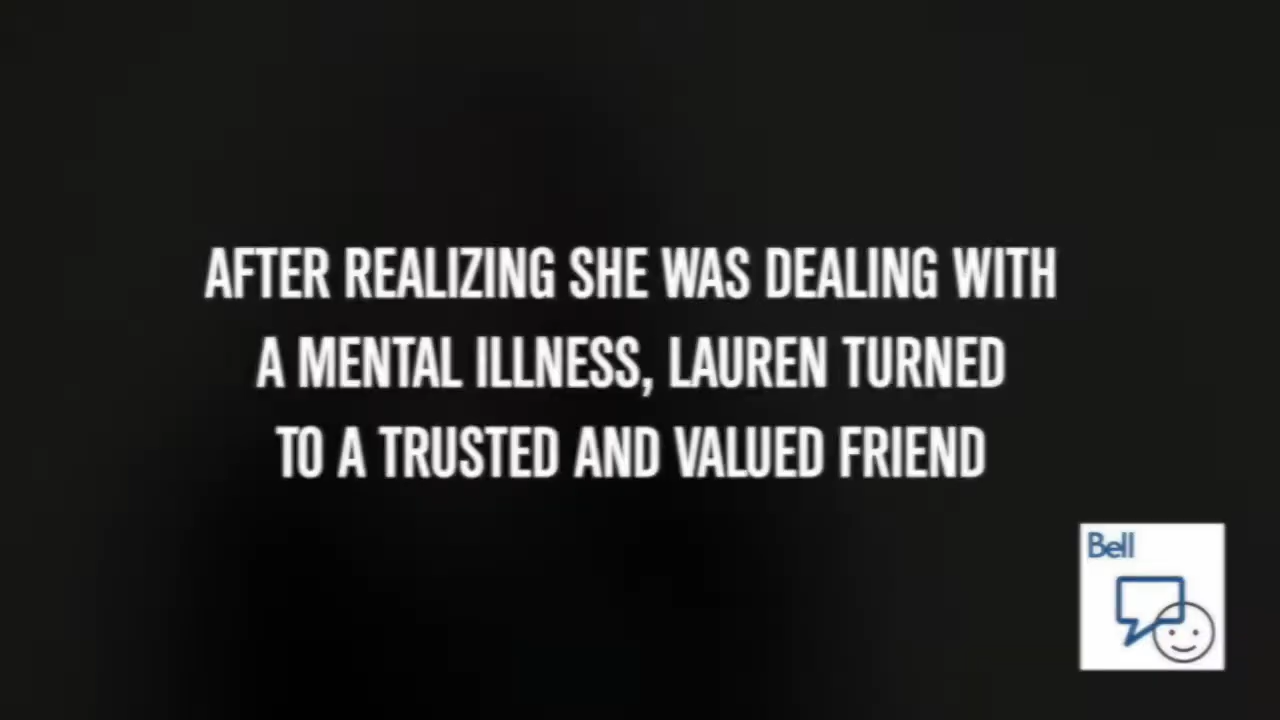 AFTER REALIZING SHE WAS DEALING WITH
A MENTAL ILLNESS, LAUREN TURNED
TO A TRUSTED AND VALUED FRIEND
Bell